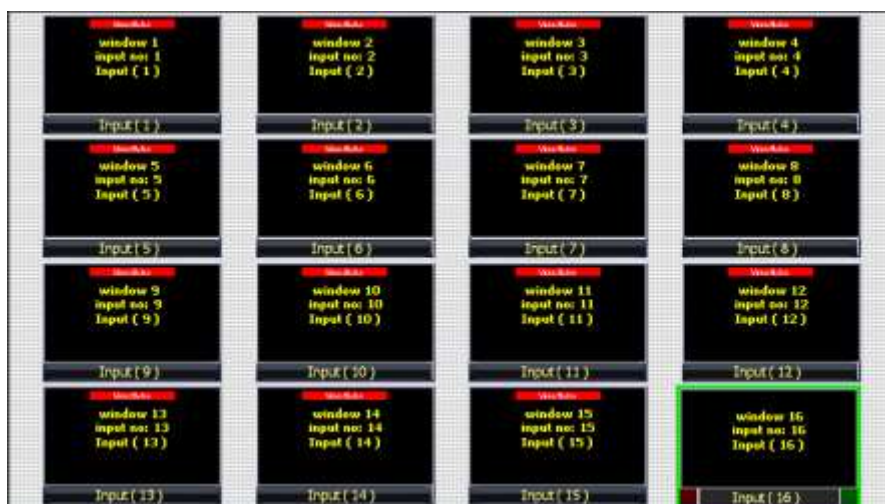 window 1
input no: 1
Input ( 1 )
Input ( 1 )
window 2
input no: 2
Input ( 2 )
Input ( 2 )
window 3
input no: 3
Input ( 3 )
Input ( 3 )
window 4
input no: 4
Input ( 4 )
Input ( 4 )
window 5
input no: 5
Input ( 5 )
Input ( 5 )
window 6
input no: 6
Input ( 6 )
Input ( 6 )
window 7
input no: 7
Input ( 7 )
Input ( 7 )
window 8
input no: 8
Input ( 8 )
Input ( 8 )
window 9
input no: 9
Input ( 9 )
Input ( 9 )
window 10
input no: 10
Input ( 10 )
Input ( 10 )
window 11
input no: 11
Input ( 11 )
Input ( 11 )
window 12
input no: 12
Input ( 12 )
Input ( 12 )
window 13
input no: 13
Input ( 13 )
Input ( 13 )
window 14
input no: 14
Input ( 14 )
Input ( 14 )
window 15
input no: 15
Input ( 15 )
Input ( 15 )
window 16
input no: 16
Input ( 16 )
Input ( 16 )